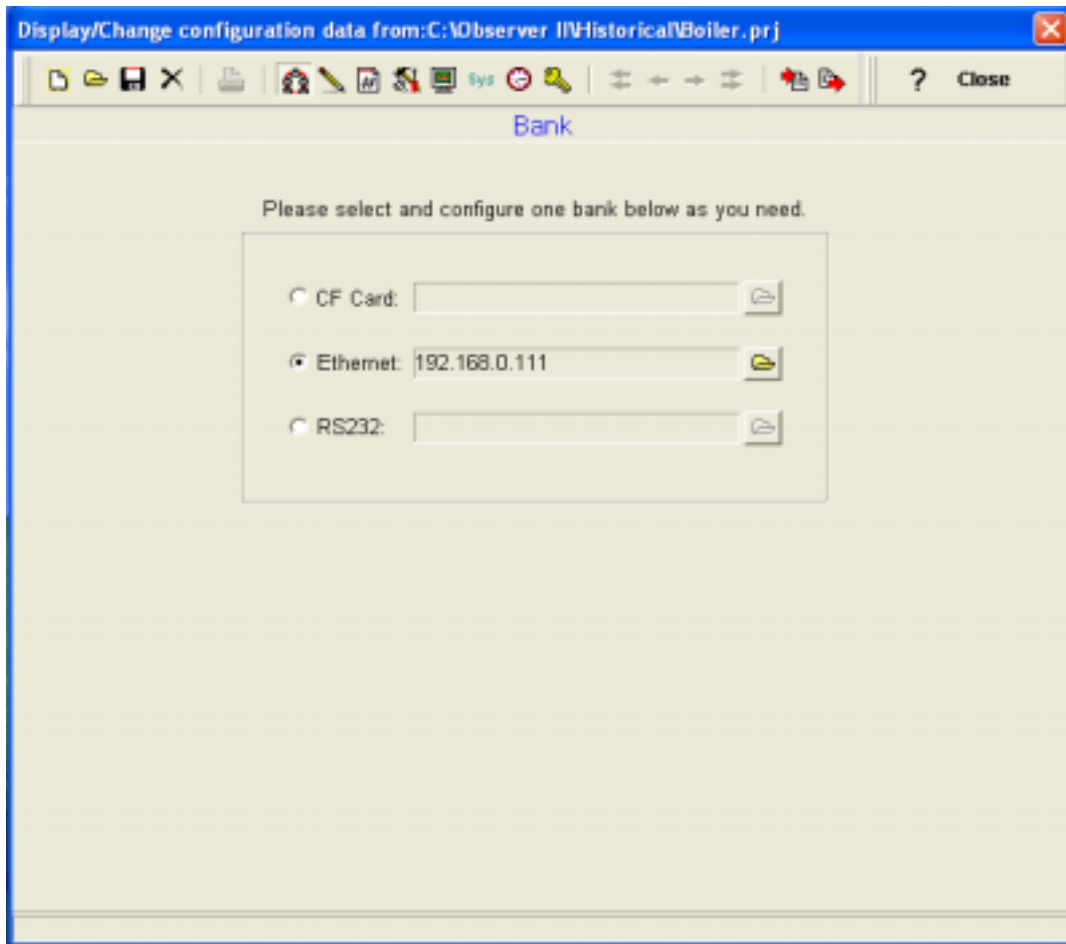 Display/Change configuration data from:C:\Observer II\Historical\Boiler.prj
Sys ? Close
Bank
Please select and configure one bank below as you need.
CF Card:
Ethernet: 192.168.0.111
RS232: